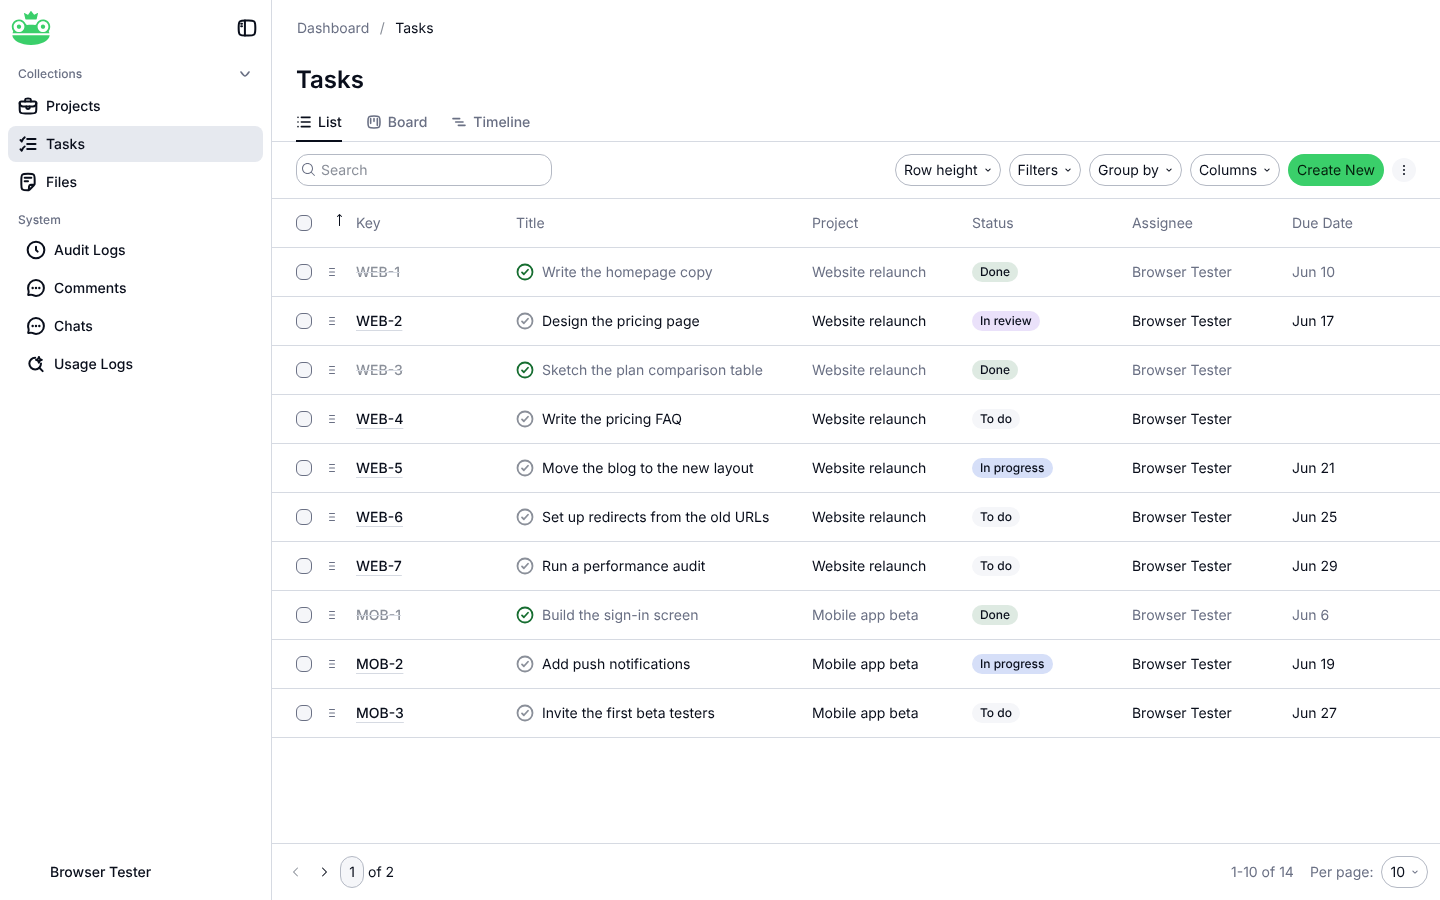 Dashboard / Tasks
Collections
Projects
Tasks
Files
System
Audit Logs
Comments
Chats
Usage Logs
Browser Tester
Tasks
List Board Timeline
Search Row height Filters Group by Columns Create New
Key Title Project Status Assignee Due Date
WEB-1 Write the homepage copy Website relaunch Done Browser Tester Jun 10
WEB-2 Design the pricing page Website relaunch In review Browser Tester Jun 17
WEB-3 Sketch the plan comparison table Website relaunch Done Browser Tester
WEB-4 Write the pricing FAQ Website relaunch To do Browser Tester
WEB-5 Move the blog to the new layout Website relaunch In progress Browser Tester Jun 21
WEB-6 Set up redirects from the old URLs Website relaunch To do Browser Tester Jun 25
WEB-7 Run a performance audit Website relaunch To do Browser Tester Jun 29
MOB-1 Build the sign-in screen Mobile app beta Done Browser Tester Jun 6
MOB-2 Add push notifications Mobile app beta In progress Browser Tester Jun 19
MOB-3 Invite the first beta testers Mobile app beta To do Browser Tester Jun 27
1 of 2 1-10 of 14 Per page: 10